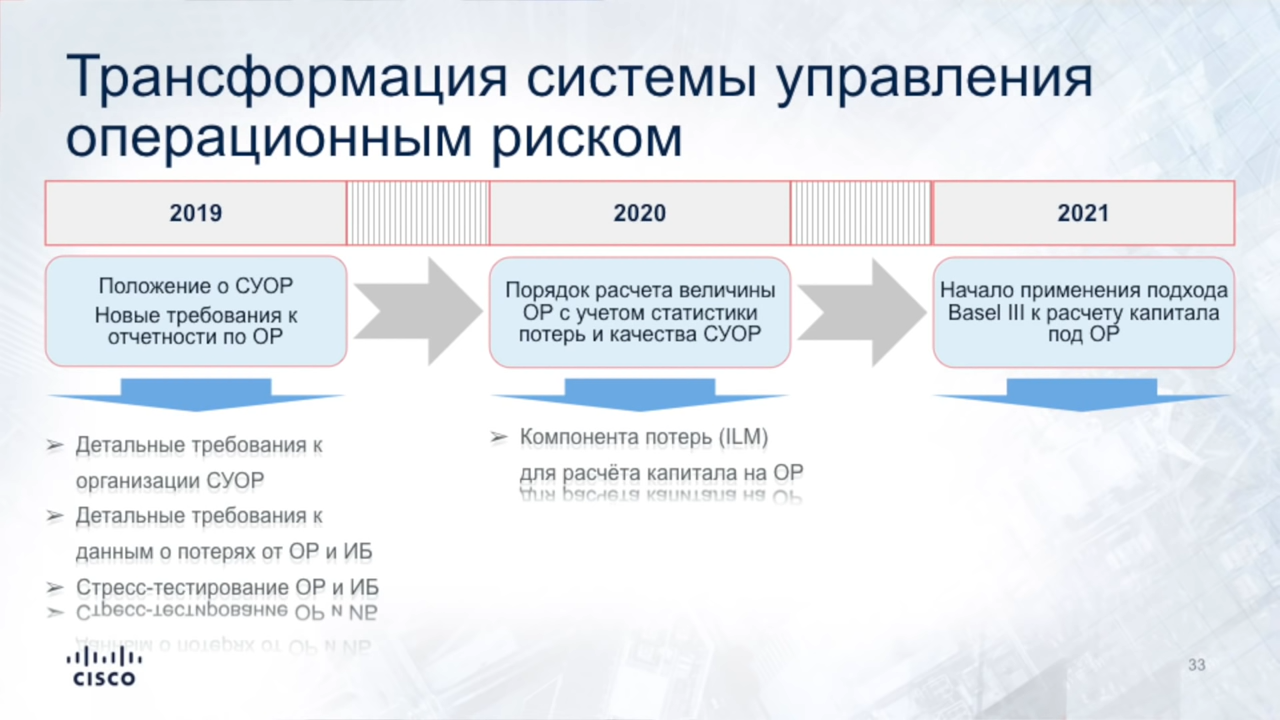 Трансформация системы управления
операционным риском
2019
2020
2021
Положение о СУОР
Новые требования к
отчетности по ОР
Порядок расчета величины
ОР с учетом статистики
потерь и качества СУОР
Начало применения подхода
Basel III к расчету капитала
под ОР
➢ Детальные требования к
организации СУОР
➢ Детальные требования к
данным о потерях от ОР и ИБ
➢ Стресс-тестирование ОР и ИБ
➢ Компонента потерь (ILM)
для расчёта капитала на ОР
CISCO
33